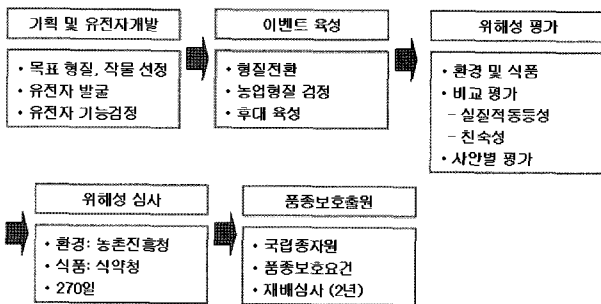 기획 및 유전자개발
• 목표 형질, 작물 선정
• 유전자 발굴
• 유전자 기능검정
이벤트 육성
• 형질전환
• 농업형질 검정
• 후대 육성
위해성 평가
• 환경 및 식품
• 비교 평가
– 실질적동등성
– 친숙성
• 사안별 평가
위해성 심사
• 환경: 농촌진흥청
• 식품: 식약청
• 270일
품종보호출원
• 국립종자원
• 품종보호요건
• 재배심사 (2년)